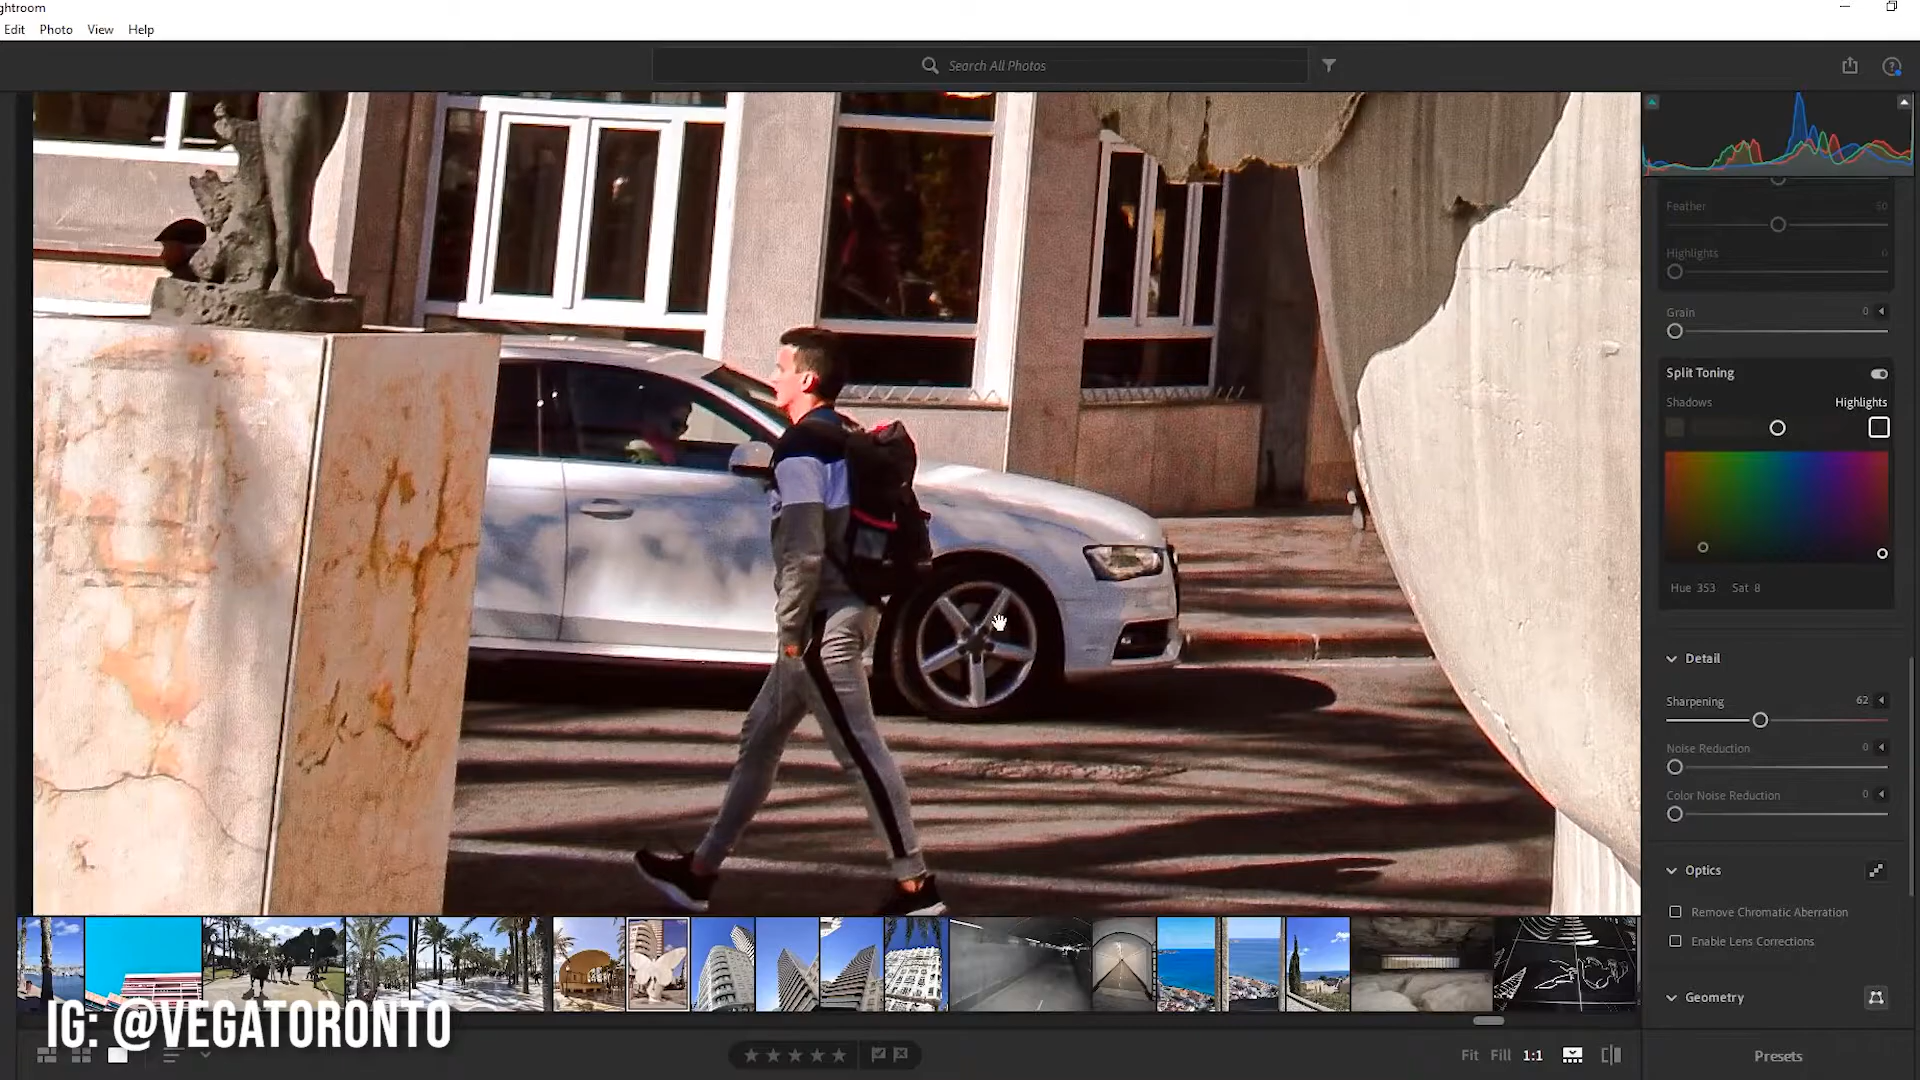 ghtroom
Edit Photo View Help
Search All Photos
Feather 50
Highlights 0
Grain 0
Split Toning
Shadows Highlights
Hue 353 Sat 8
Detail
Sharpening 62
Noise Reduction 0
Color Noise Reduction 0
Optics
Remove Chromatic Aberration
Enable Lens Corrections
Geometry
IG: @VEGATORONTO
Fit Fill 1:1
Presets